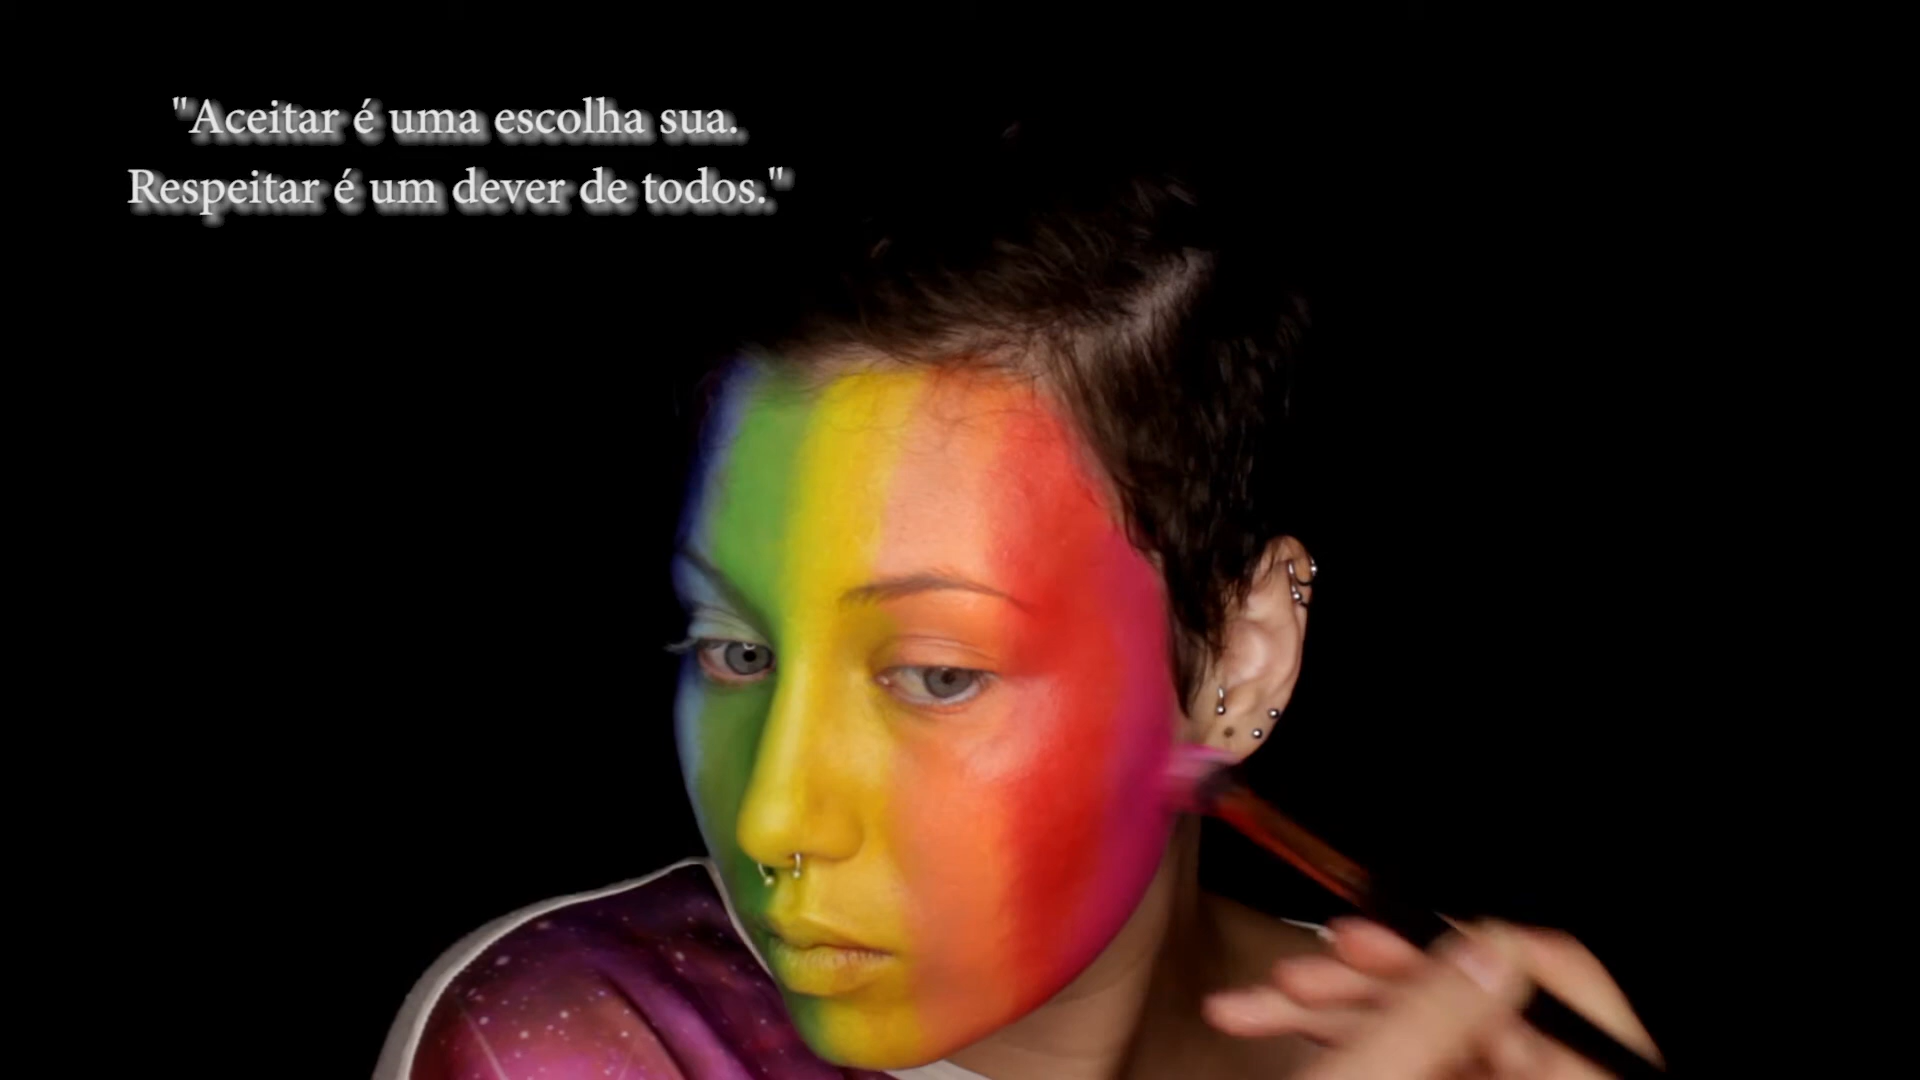 "Aceitar é uma escolha sua.
Respeitar é um dever de todos."